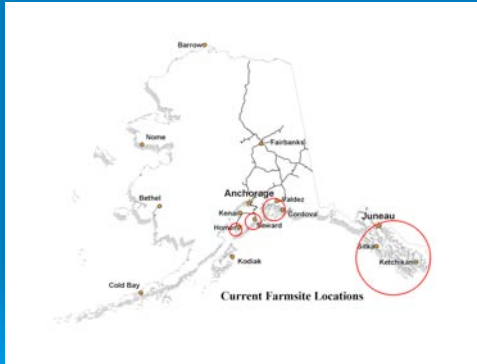 Barrow
Nome
Fairbanks
Bethel
Anchorage
Valdez
Kenai
Cordova
Homer
Seward
Juneau
Sitka
Kodiak
Ketchikan
Cold Bay
Current Farmsite Locations